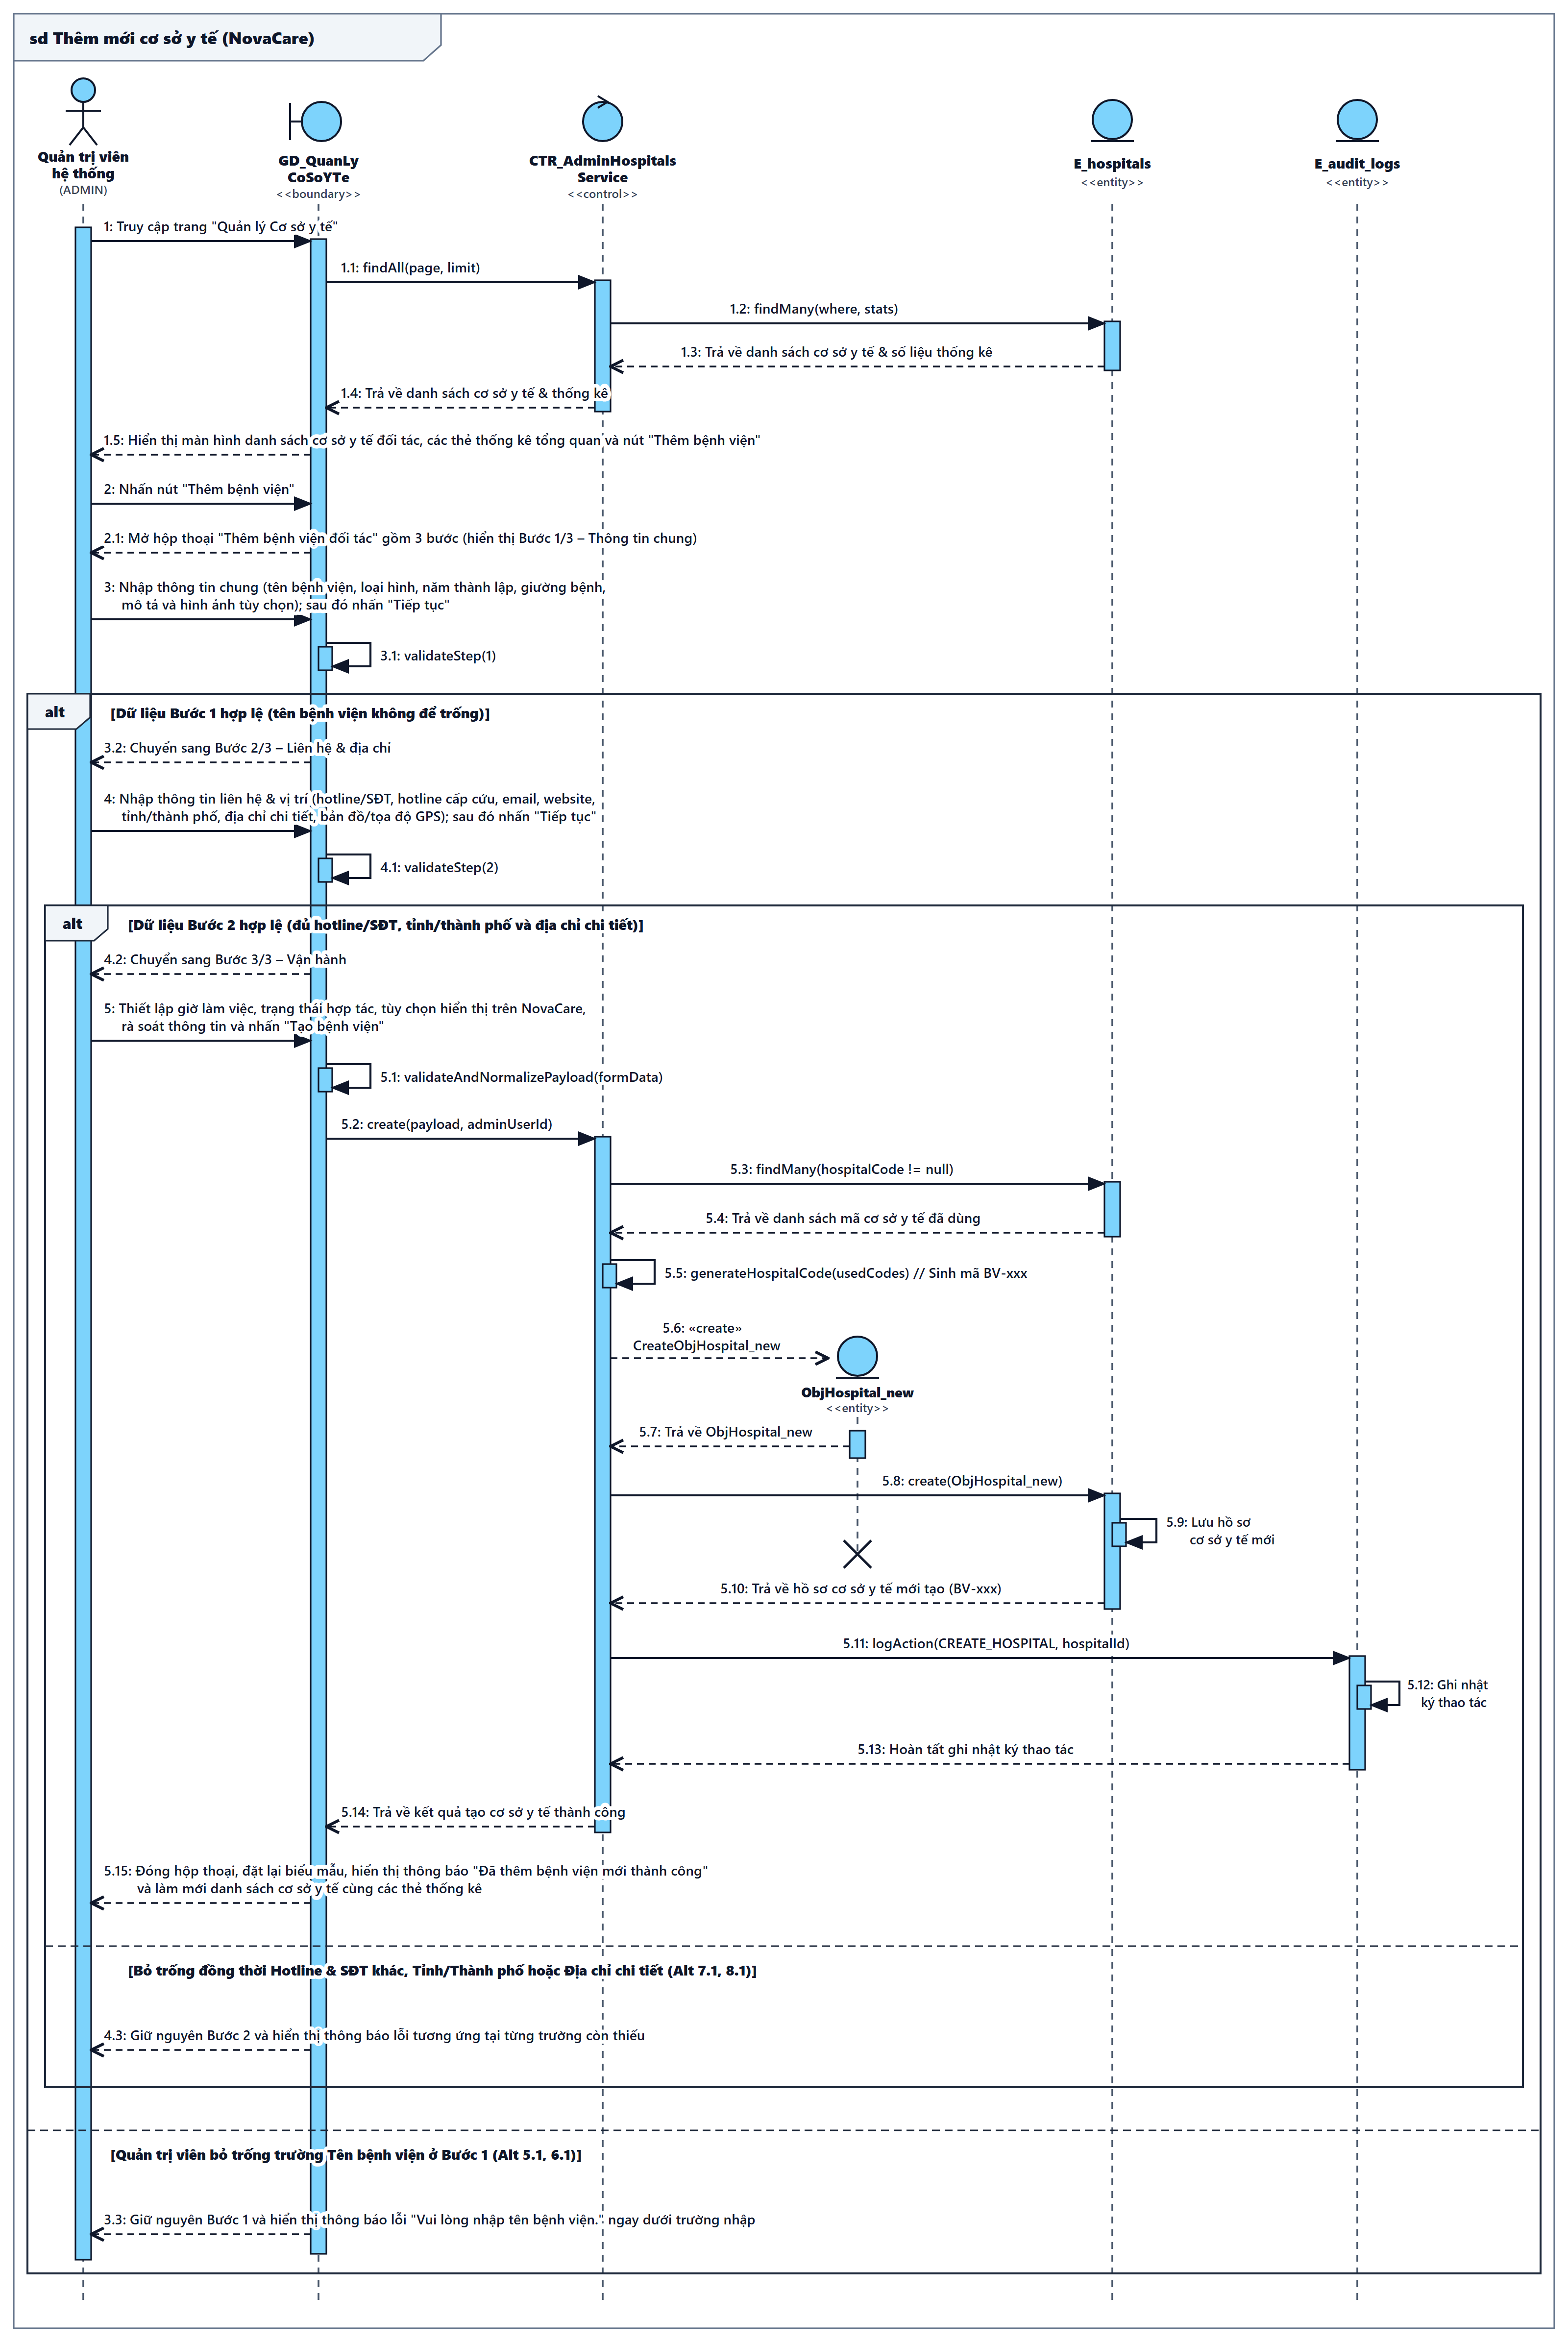 sd Thêm mới cơ sở y tế (NovaCare)
Quản trị viên
hệ thống
(ADMIN)
GD_QuanLy
CoSoYTe
<<boundary>>
CTR_AdminHospitals
Service
<<control>>
E_hospitals
<<entity>>
E_audit_logs
<<entity>>
1: Truy cập trang "Quản lý Cơ sở y tế"
1.1: findAll(page, limit)
1.2: findMany(where, stats)
1.3: Trả về danh sách cơ sở y tế & số liệu thống kê
1.4: Trả về danh sách cơ sở y tế & thống kê
1.5: Hiển thị màn hình danh sách cơ sở y tế đối tác, các thẻ thống kê tổng quan và nút "Thêm bệnh viện"
2: Nhấn nút "Thêm bệnh viện"
2.1: Mở hộp thoại "Thêm bệnh viện đối tác" gồm 3 bước (hiển thị Bước 1/3 – Thông tin chung)
3: Nhập thông tin chung (tên bệnh viện, loại hình, năm thành lập, giường bệnh,
mô tả và hình ảnh tùy chọn); sau đó nhấn "Tiếp tục"
3.1: validateStep(1)
alt
[Dữ liệu Bước 1 hợp lệ (tên bệnh viện không để trống)]
3.2: Chuyển sang Bước 2/3 – Liên hệ & địa chỉ
4: Nhập thông tin liên hệ & vị trí (hotline/SĐT, hotline cấp cứu, email, website,
tỉnh/thành phố, địa chỉ chi tiết, bản đồ/tọa độ GPS); sau đó nhấn "Tiếp tục"
4.1: validateStep(2)
alt
[Dữ liệu Bước 2 hợp lệ (đủ hotline/SĐT, tỉnh/thành phố và địa chỉ chi tiết)]
4.2: Chuyển sang Bước 3/3 – Vận hành
5: Thiết lập giờ làm việc, trạng thái hợp tác, tùy chọn hiển thị trên NovaCare,
rà soát thông tin và nhấn "Tạo bệnh viện"
5.1: validateAndNormalizePayload(formData)
5.2: create(payload, adminUserId)
5.3: findMany(hospitalCode != null)
5.4: Trả về danh sách mã cơ sở y tế đã dùng
5.5: generateHospitalCode(usedCodes) // Sinh mã BV-xxx
5.6: «create»
CreateObjHospital_new
ObjHospital_new
<<entity>>
5.7: Trả về ObjHospital_new
5.8: create(ObjHospital_new)
5.9: Lưu hồ sơ
cơ sở y tế mới
5.10: Trả về hồ sơ cơ sở y tế mới tạo (BV-xxx)
5.11: logAction(CREATE_HOSPITAL, hospitalId)
5.12: Ghi nhật
ký thao tác
5.13: Hoàn tất ghi nhật ký thao tác
5.14: Trả về kết quả tạo cơ sở y tế thành công
5.15: Đóng hộp thoại, đặt lại biểu mẫu, hiển thị thông báo "Đã thêm bệnh viện mới thành công"
và làm mới danh sách cơ sở y tế cùng các thẻ thống kê
[Bỏ trống đồng thời Hotline & SĐT khác, Tỉnh/Thành phố hoặc Địa chỉ chi tiết (Alt 7.1, 8.1)]
4.3: Giữ nguyên Bước 2 và hiển thị thông báo lỗi tương ứng tại từng trường còn thiếu
[Quản trị viên bỏ trống trường Tên bệnh viện ở Bước 1 (Alt 5.1, 6.1)]
3.3: Giữ nguyên Bước 1 và hiển thị thông báo lỗi "Vui lòng nhập tên bệnh viện." ngay dưới trường nhập